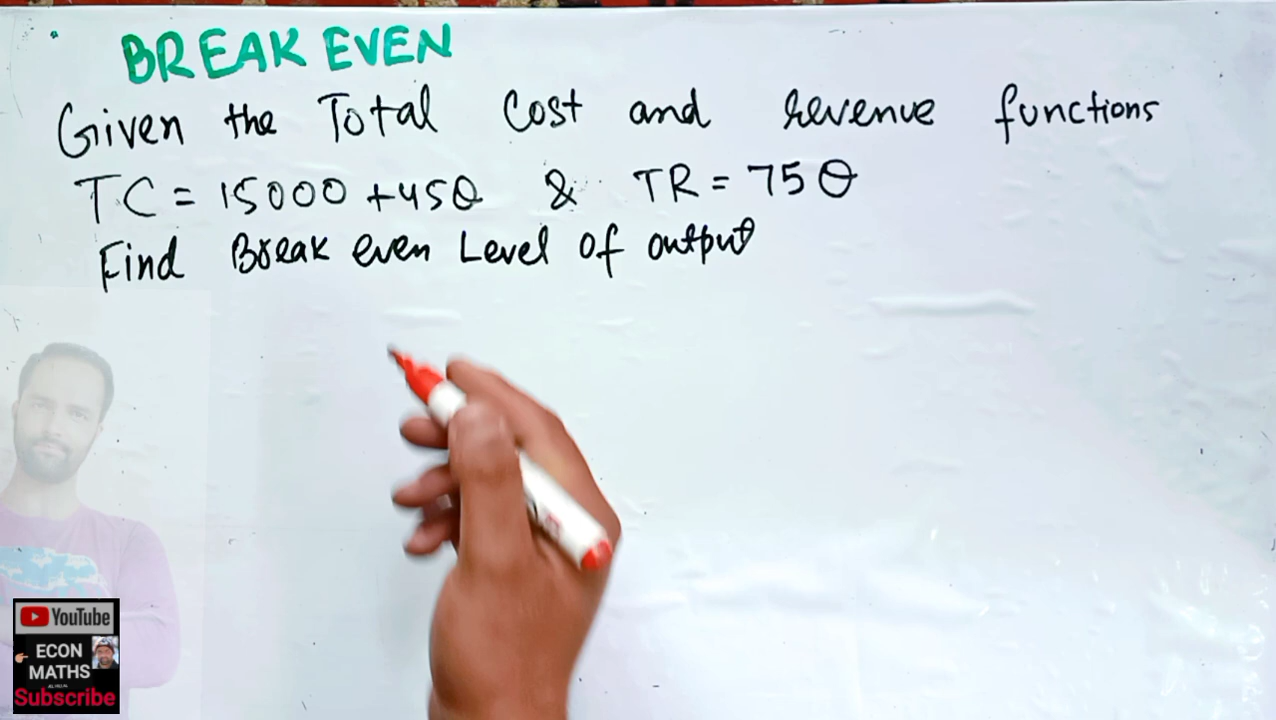 BREAK EVEN
Given the Total Cost and revenue functions
TC = 15000 + 45Q & TR = 75Q
Find Break even Level of output
YouTube
ECON
MATHS
Subscribe